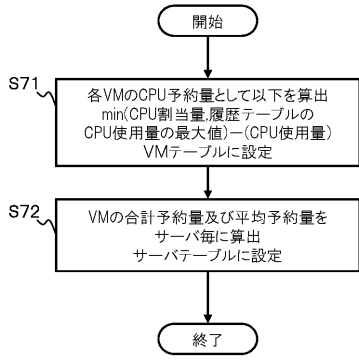 開始
S71
各VMのCPU予約量として以下を算出
min(CPU割当量,履歴テーブルの
CPU使用量の最大値)－(CPU使用量)
VMテーブルに設定
S72
VMの合計予約量及び平均予約量を
サーバ毎に算出
サーバテーブルに設定
終了